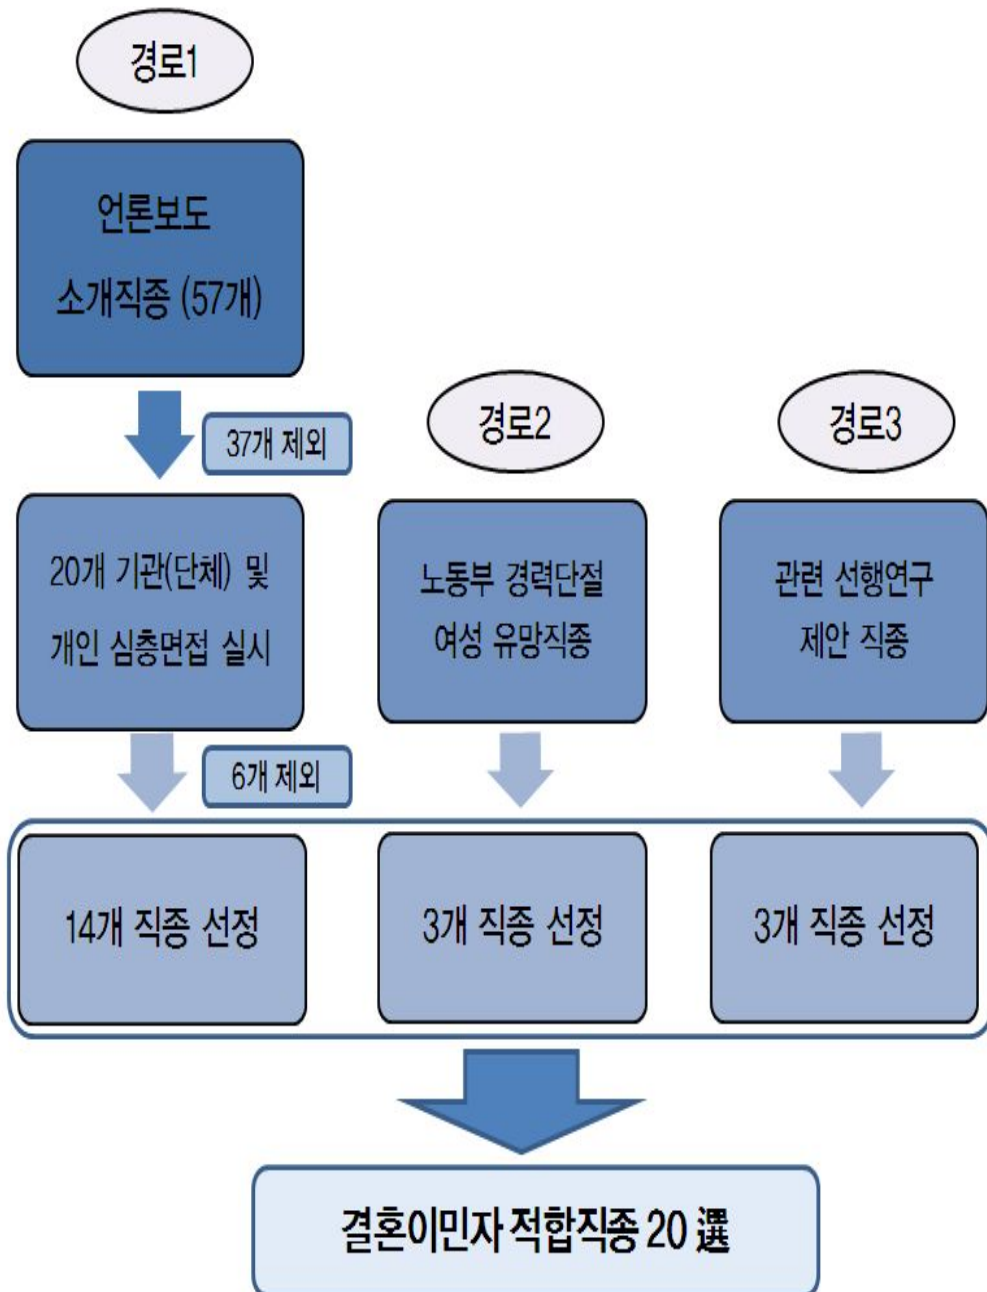 경로1
언론보도
소개직종 (57개)
37개 제외
20개 기관(단체) 및
개인 심층면접 실시
6개 제외
14개 직종 선정
경로2
노동부 경력단절
여성 유망직종
3개 직종 선정
경로3
관련 선행연구
제안 직종
3개 직종 선정
결혼이민자 적합직종 20 選